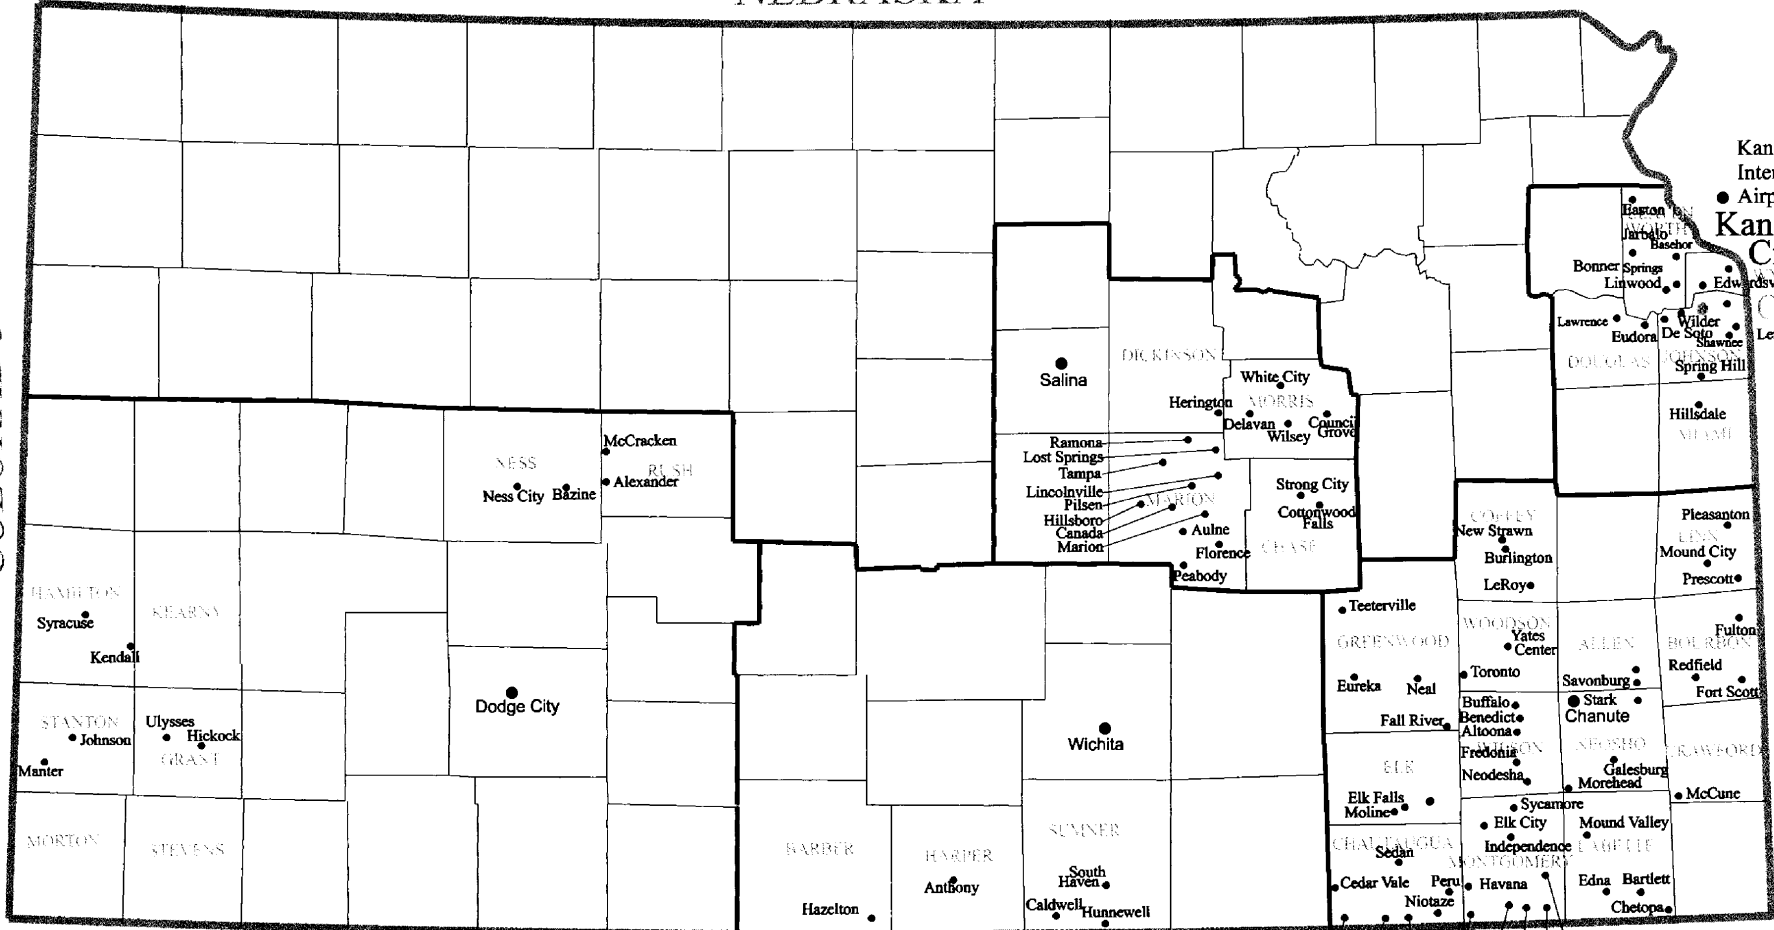 NEBRASKA
COLORADO
Kan
Inter
Airp
Kan
Easton
Jarbalo
Basehor
Bonner Springs
Linwood
Edwardsv
Lawrence
Eudora
De Soto
Wilder
Shawnee
Le
DOUGLAS
JOHNSON
Spring Hill
Hillsdale
MIAMI
DICKINSON
Salina
White City
MORRIS
Herington
Delavan
Wilsey
Council
Grove
Ramona
Lost Springs
Tampa
Lincolnville
Pilsen
MARION
Hillsboro
Canada
Marion
Aulne
Florence
Peabody
Strong City
Cottonwood
Falls
CHASE
McCracken
NESS
RUSH
Ness City
Bazine
Alexander
COFFEY
New Strawn
Burlington
LeRoy
Pleasanton
LINN
Mound City
Prescott
HAMILTON
Syracuse
KEARNY
Kendall
Teeterville
GREENWOOD
Eureka
Neal
Fall River
WOODSON
Yates
Center
Toronto
ALLEN
Savonburg
Fulton
BOURBON
Redfield
Fort Scott
STANTON
Johnson
Manter
Ulysses
Hickock
GRANT
Dodge City
Wichita
Buffalo
Benedict
Altoona
Fredonia
WILSON
Neodesha
Stark
Chanute
NEOSHO
Galesburg
Morehead
CRAWFORD
McCune
ELK
Elk Falls
Moline
MORTON
STEVENS
BARBER
Hazelton
HARPER
Anthony
SUMNER
South
Haven
Caldwell
Hunnewell
CHAUTAUQUA
Sedan
Cedar Vale
Peru
Niotaze
Sycamore
Elk City
Independence
MONTGOMERY
Havana
Mound Valley
LABETTE
Edna
Bartlett
Chetopa